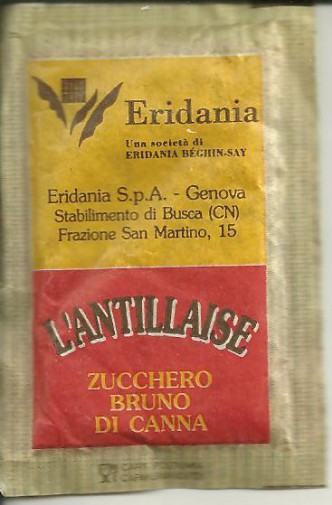 Eridania
Una società di
ERIDANIA BÉGHIN-SAY
Eridania S.p.A. - Genova
Stabilimento di Busca (CN)
Frazione San Martino, 15
L'ANTILLAISE
ZUCCHERO
BRUNO
DI CANNA